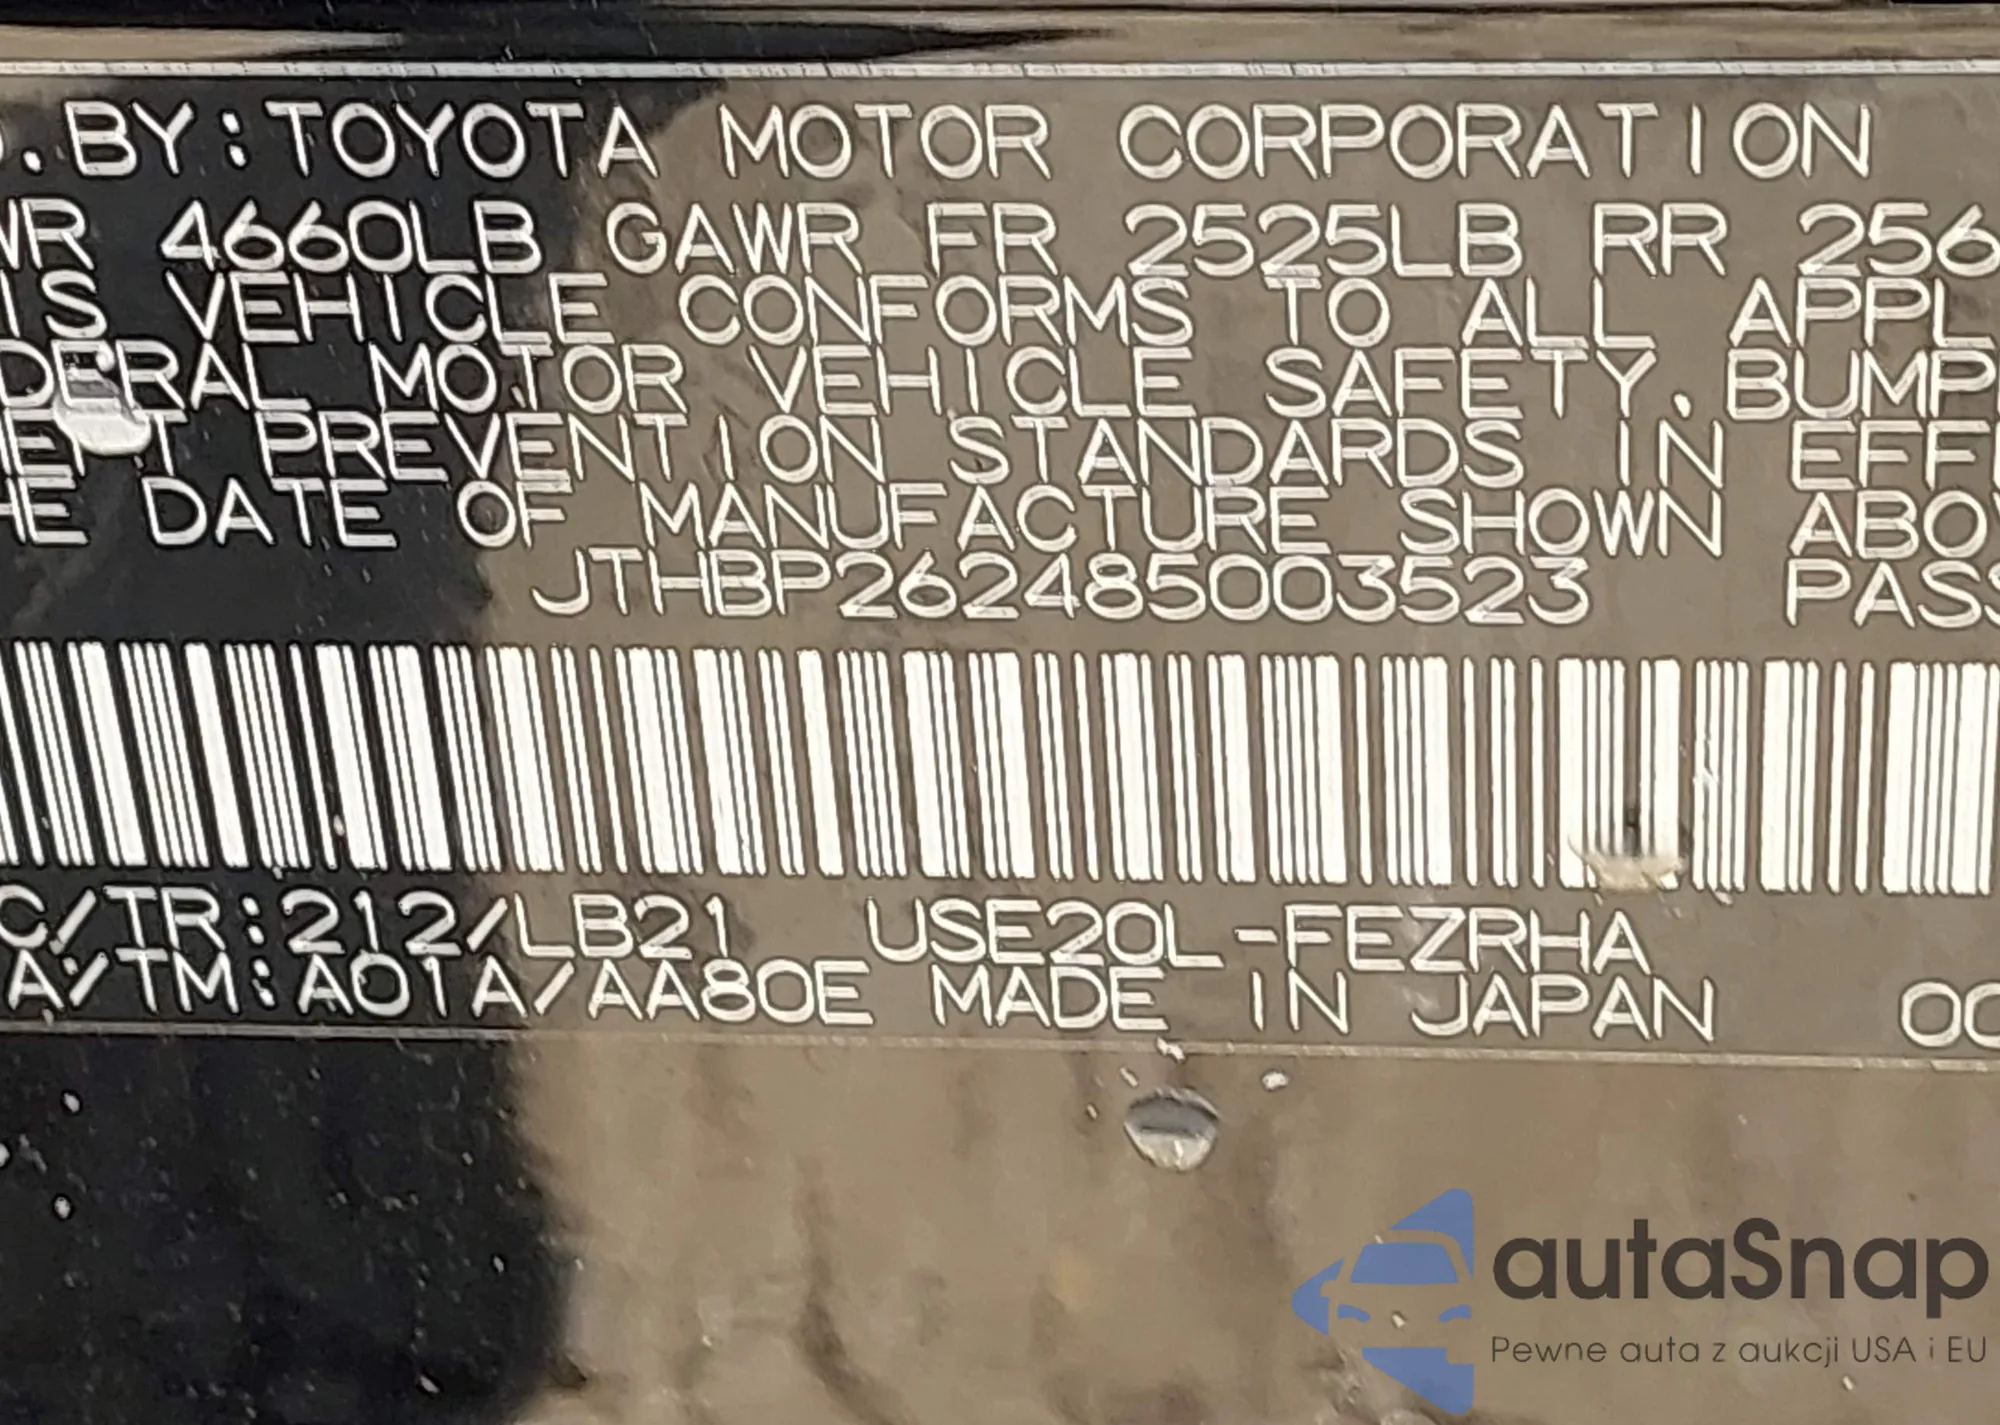 . BY: TOYOTA MOTOR CORPORATION
WR 4660LB GAWR FR 2525LB RR 256
IS VEHICLE CONFORMS TO ALL APPL
DERAL MOTOR VEHICLE SAFETY. BUMP
EFT PREVENTION STANDARDS IN EFF
HE DATE OF MANUFACTURE SHOWN ABO
JTHBP262485003523 PASS
C/TR: 212/LB21 USE20L-FEZRHA
A/TM: A01A/AA80E MADE IN JAPAN 00
autaSnap
Pewne auta z aukcji USA i EU